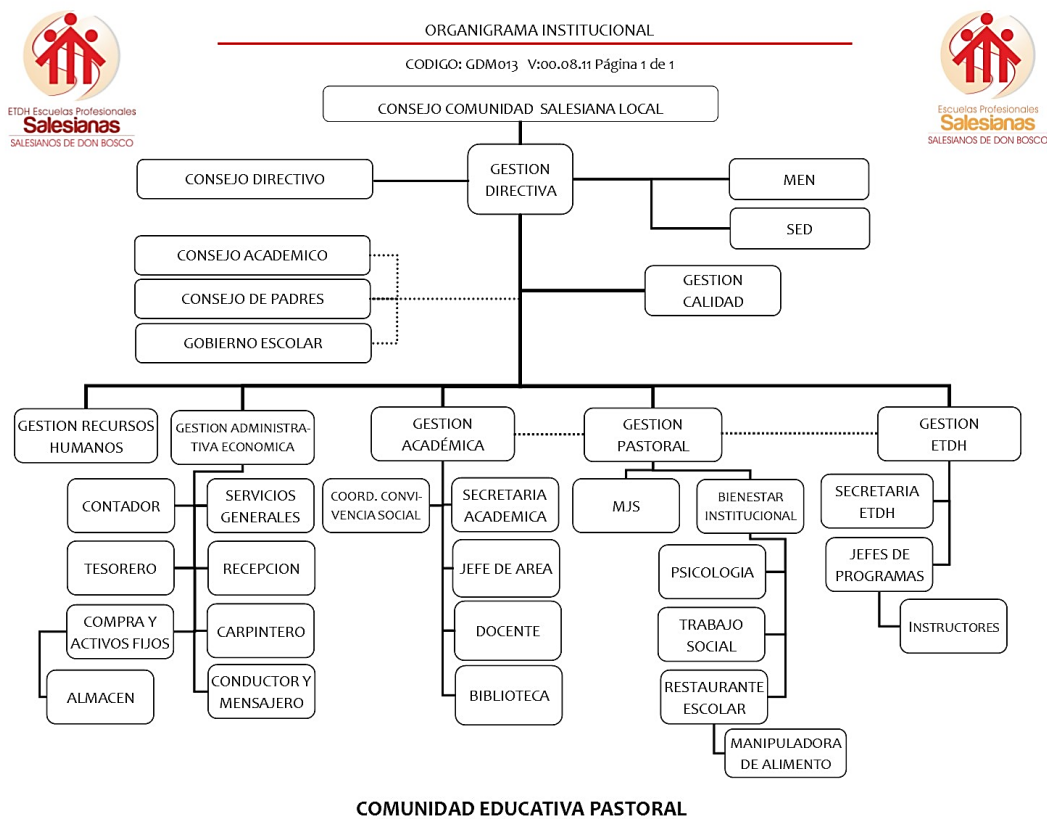 ORGANIGRAMA INSTITUCIONAL
CODIGO: GDM013 V:00.08.11 Página 1 de 1
ETDH Escuelas Profesionales
Salesianas
SALESIANOS DE DON BOSCO
Escuelas Profesionales
Salesianas
SALESIANOS DE DON BOSCO
CONSEJO COMUNIDAD SALESIANA LOCAL
CONSEJO DIRECTIVO
GESTION
DIRECTIVA
MEN
SED
CONSEJO ACADEMICO
CONSEJO DE PADRES
GOBIERNO ESCOLAR
GESTION
CALIDAD
GESTION RECURSOS
HUMANOS
GESTION ADMINISTRA-
TIVA ECONOMICA
GESTION
ACADÉMICA
GESTION
PASTORAL
GESTION
ETDH
CONTADOR
SERVICIOS
GENERALES
TESORERO
RECEPCION
COMPRA Y
ACTIVOS FIJOS
CARPINTERO
ALMACEN
CONDUCTOR Y
MENSAJERO
COORD. CONVI-
VENCIA SOCIAL
SECRETARIA
ACADEMICA
JEFE DE AREA
DOCENTE
BIBLIOTECA
MJS
BIENESTAR
INSTITUCIONAL
PSICOLOGIA
TRABAJO
SOCIAL
RESTAURANTE
ESCOLAR
MANIPULADORA
DE ALIMENTO
SECRETARIA
ETDH
JEFES DE
PROGRAMAS
INSTRUCTORES
COMUNIDAD EDUCATIVA PASTORAL